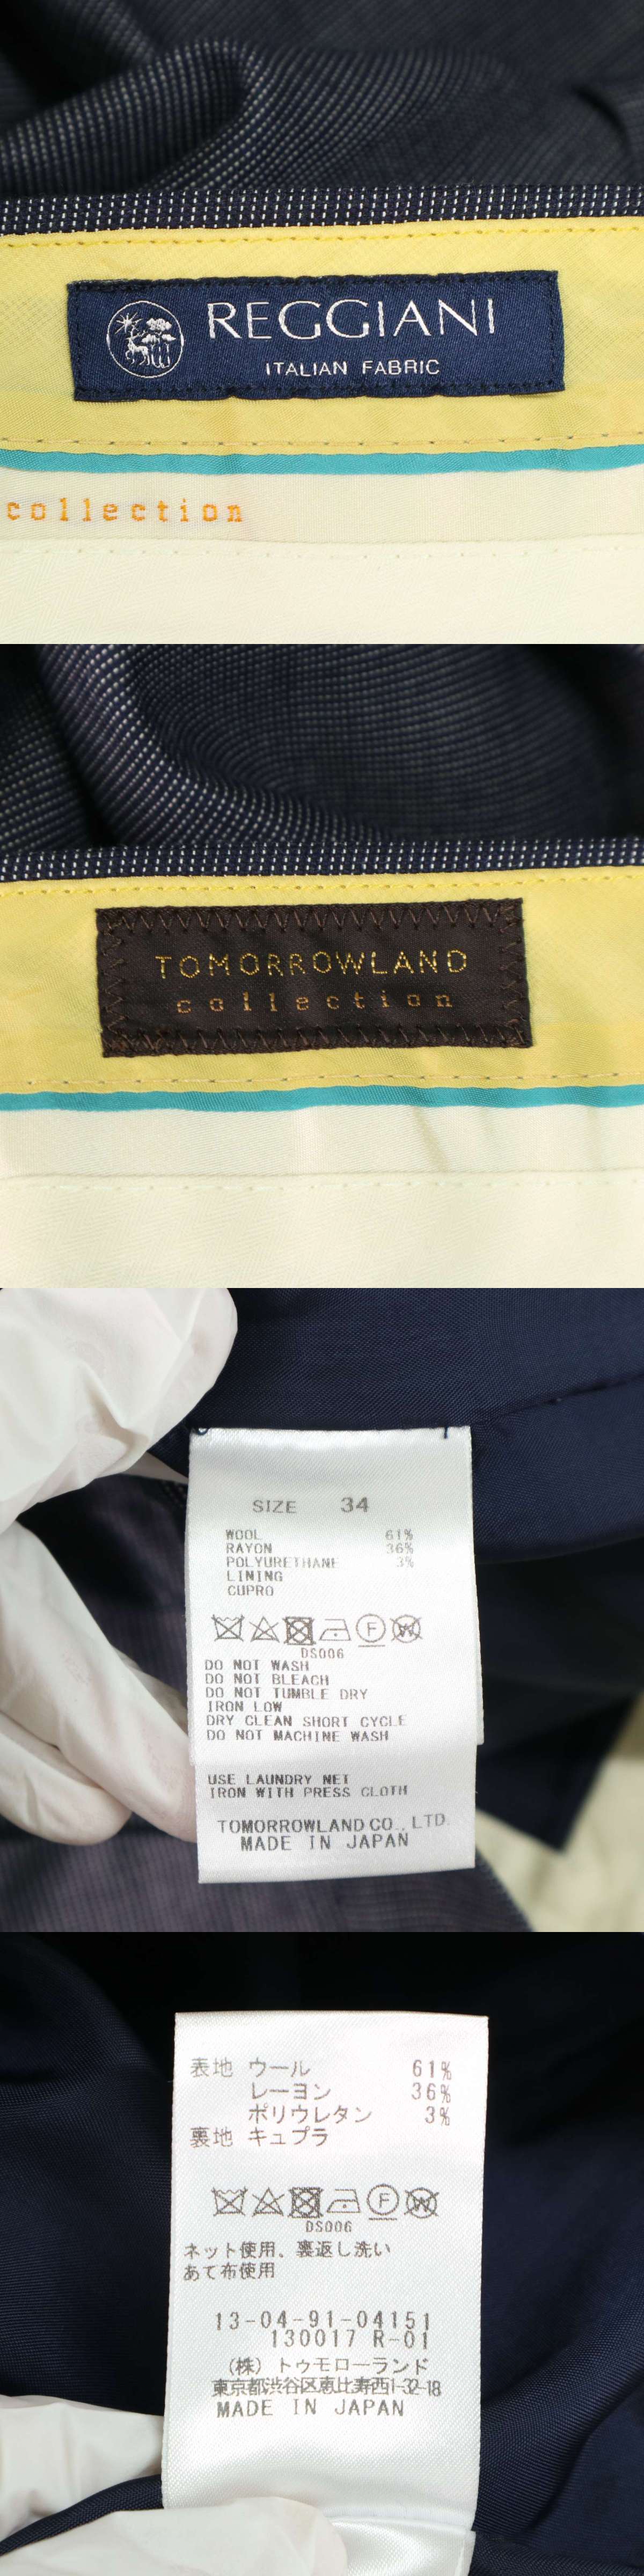 REGGIANI
ITALIAN FABRIC
collection
TOMORROWLAND
collection
SIZE 34
WOOL 61%
RAYON 36%
POLYURETHANE 3%
LINING
CUPRO
F W
DS006
DO NOT WASH
DO NOT BLEACH
DO NOT TUMBLE DRY
IRON LOW
DRY CLEAN SHORT CYCLE
DO NOT MACHINE WASH
USE LAUNDRY NET
IRON WITH PRESS CLOTH
TOMORROWLAND CO., LTD.
MADE IN JAPAN
表地 ウール 61%
レーヨン 36%
ポリウレタン 3%
裏地 キュプラ
F W
DS006
ネット使用、裏返し洗い
あて布使用
13-04-91-04151
130017 R-01
(株)トゥモローランド
東京都渋谷区恵比寿西1-32-18
MADE IN JAPAN